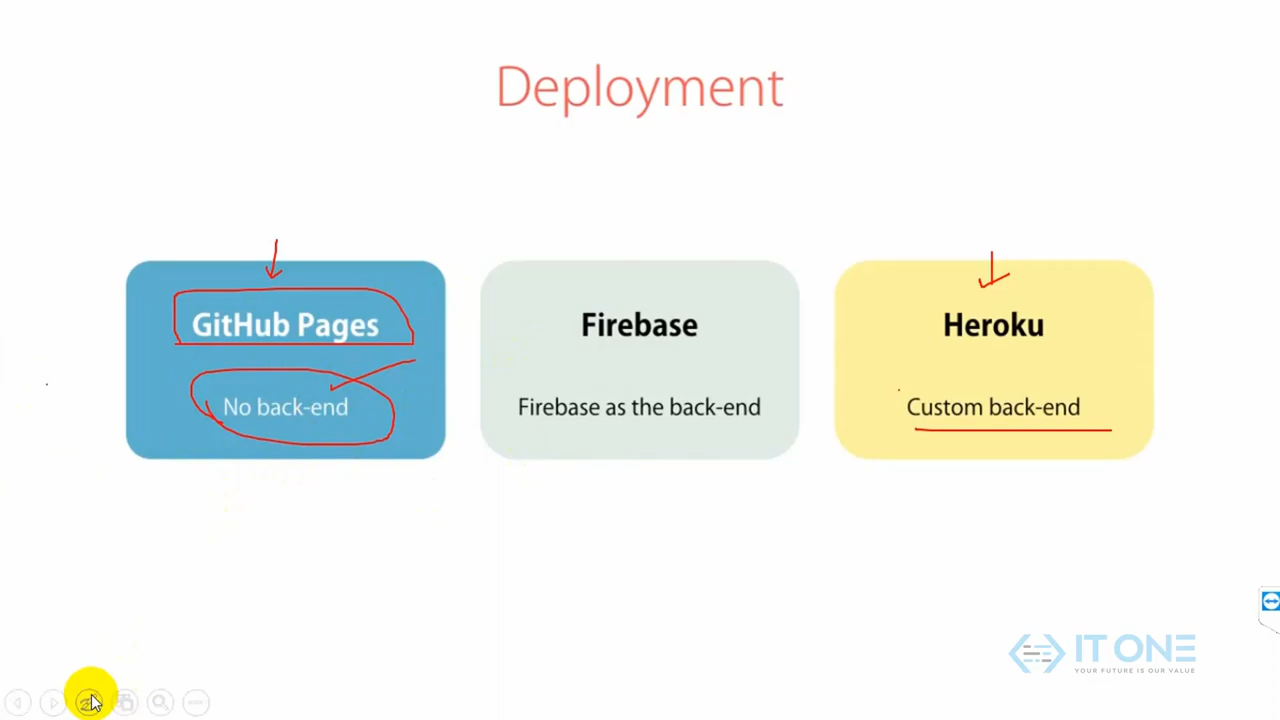 Deployment
GitHub Pages
No back-end
Firebase
Firebase as the back-end
Heroku
Custom back-end
IT ONE
YOUR FUTURE IS OUR VALUE